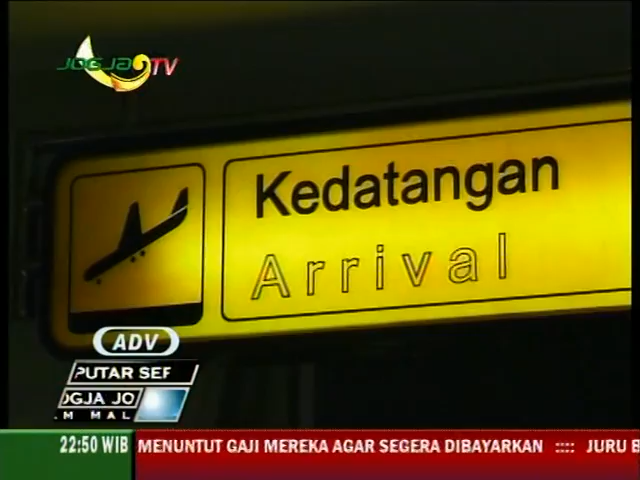 JOGJA TV
Kedatangan
Arrival
ADV
PUTAR SE
OGJA JO
M MAL
22:50 WIB MENUNTUT GAJI MEREKA AGAR SEGERA DIBAYARKAN :::: JURU B